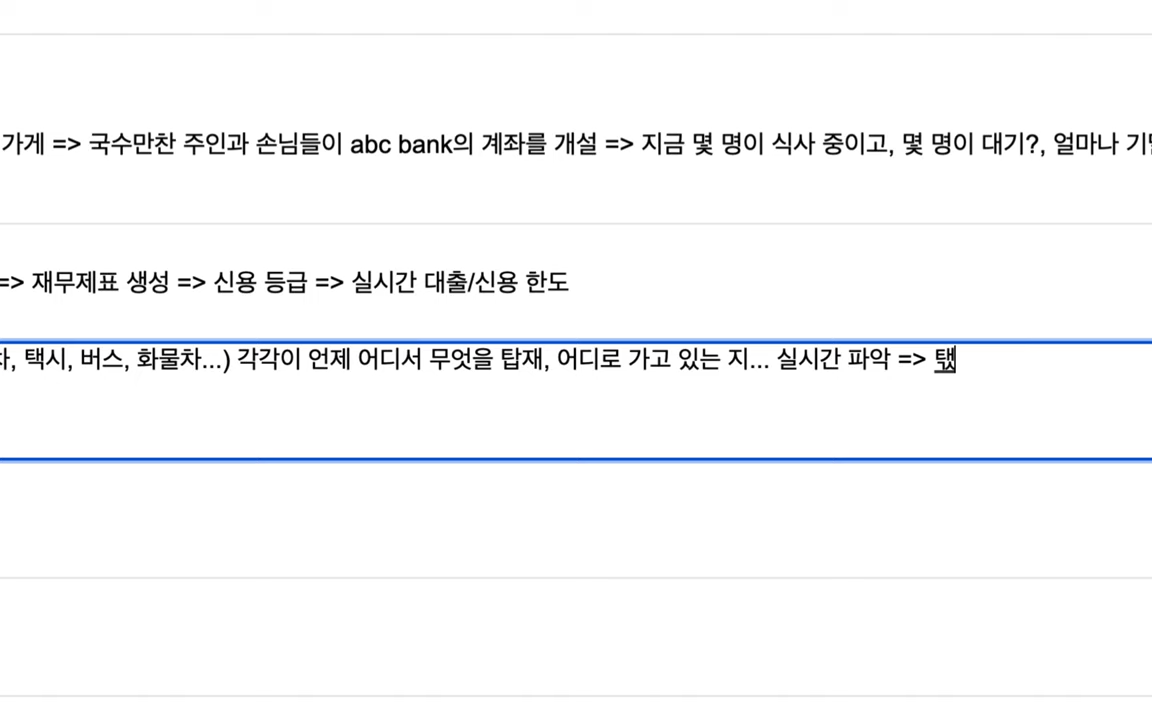 가게 => 국수만찬 주인과 손님들이 abc bank의 계좌를 개설 => 지금 몇 명이 식사 중이고, 몇 명이 대기?, 얼마나
=> 재무제표 생성 => 신용 등급 => 실시간 대출/신용 한도
차, 택시, 버스, 화물차...) 각각이 언제 어디서 무엇을 탑재, 어디로 가고 있는 지... 실시간 파악 =>